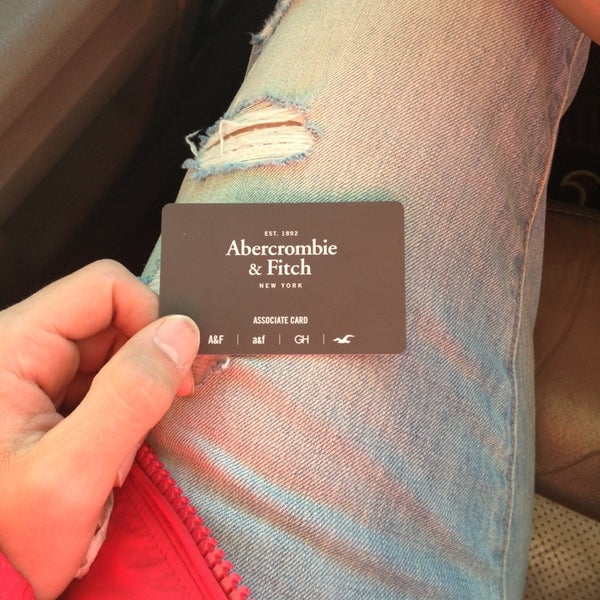 EST. 1892
Abercrombie
& Fitch
NEW YORK
ASSOCIATE CARD
A&F | a&f | GH |